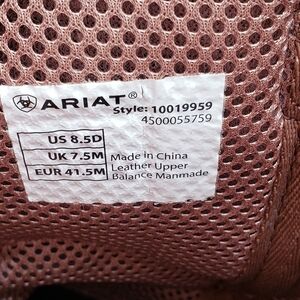 ARIAT®
Style: 10019959
4500055759
US 8.5D
UK 7.5M
EUR 41.5M
Made in China
Leather Upper
Balance Manmade